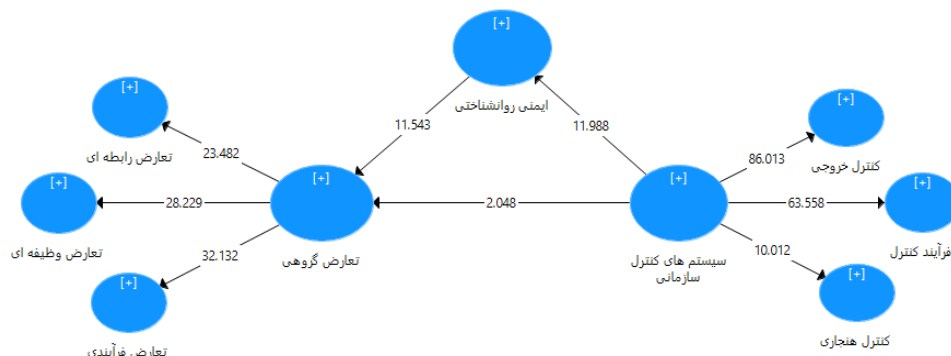 [+]
ایمنی روانشناختی
[+]
کنترل خروجی
[+]
تعارض رابطه ای
11.543
11.988
23.482
86.013
[+]
فرآیند کنترل
63.558
[+]
سیستم های کنترل
سازمانی
2.048
[+]
تعارض گروهی
28.229
[+]
تعارض وظیفه ای
10.012
32.132
[+]
کنترل هنجاری
[+]
تعارض فرآیندی